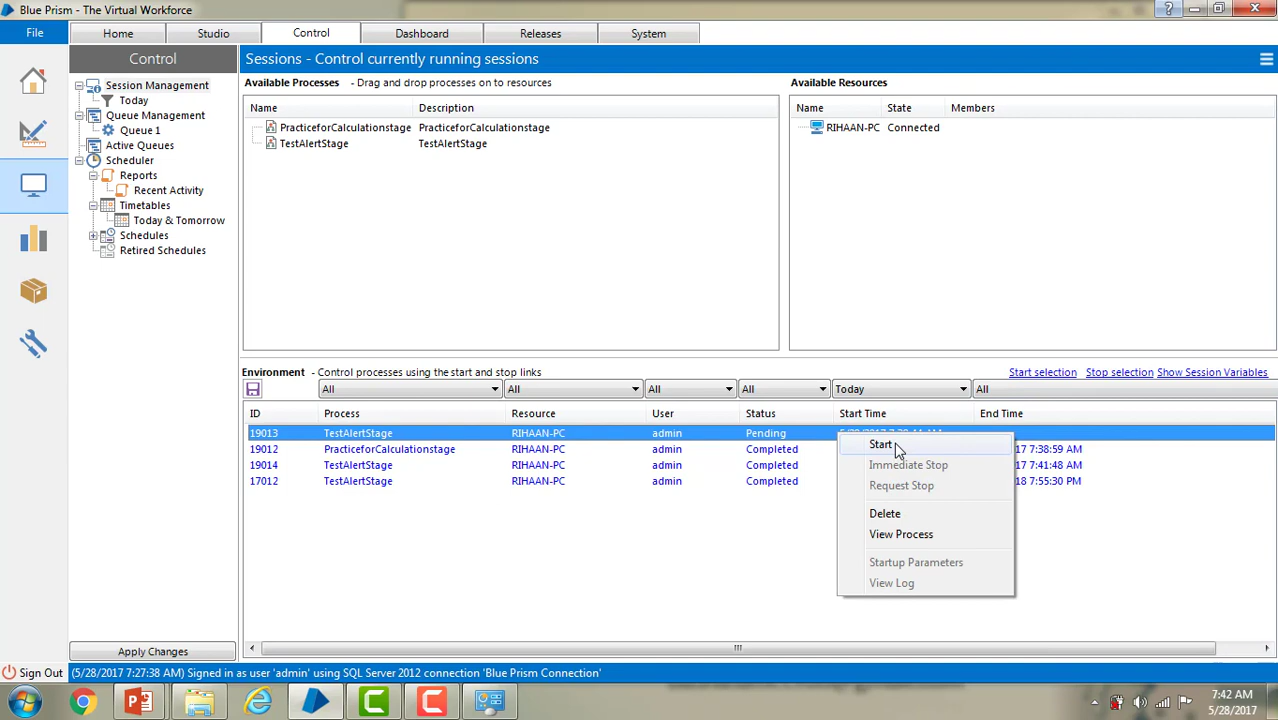 Blue Prism - The Virtual Workforce
File Home Studio Control Dashboard Releases System
Control
Session Management
Today
Queue Management
Queue 1
Active Queues
Scheduler
Reports
Recent Activity
Timetables
Today & Tomorrow
Schedules
Retired Schedules
Apply Changes
Sessions - Control currently running sessions
Available Processes - Drag and drop processes on to resources
Name Description
PracticeforCalculationstage PracticeforCalculationstage
TestAlertStage TestAlertStage
Available Resources
Name State Members
RIHAAN-PC Connected
Environment - Control processes using the start and stop links
Start selection Stop selection Show Session Variables
All All All All Today All
ID Process Resource User Status Start Time End Time
19013 TestAlertStage RIHAAN-PC admin Pending
19012 PracticeforCalculationstage RIHAAN-PC admin Completed 17 7:38:59 AM
19014 TestAlertStage RIHAAN-PC admin Completed 17 7:41:48 AM
17012 TestAlertStage RIHAAN-PC admin Completed 18 7:55:30 PM
Start
Immediate Stop
Request Stop
Delete
View Process
Startup Parameters
View Log
Sign Out (5/28/2017 7:27:38 AM) Signed in as user 'admin' using SQL Server 2012 connection 'Blue Prism Connection'
7:42 AM
5/28/2017